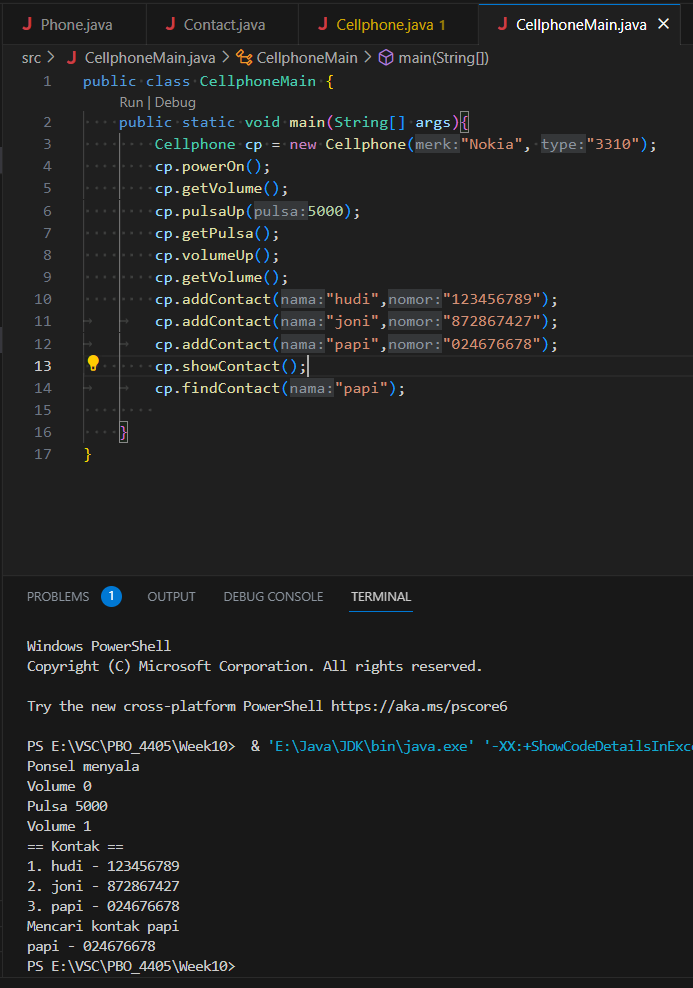 J Phone.java J Contact.java J Cellphone.java 1 J CellphoneMain.java ×
src > J CellphoneMain.java > CellphoneMain > main(String[])
1 public class CellphoneMain {
Run | Debug
2 public static void main(String[] args){
3 Cellphone cp = new Cellphone(merk:"Nokia", type:"3310");
4 cp.powerOn();
5 cp.getVolume();
6 cp.pulsaUp(pulsa:5000);
7 cp.getPulsa();
8 cp.volumeUp();
9 cp.getVolume();
10 cp.addContact(nama:"hudi",nomor:"123456789");
11 cp.addContact(nama:"joni",nomor:"872867427");
12 cp.addContact(nama:"papi",nomor:"024676678");
13 cp.showContact();
14 cp.findContact(nama:"papi");
15
16 }
17 }
PROBLEMS 1 OUTPUT DEBUG CONSOLE TERMINAL
Windows PowerShell
Copyright (C) Microsoft Corporation. All rights reserved.
Try the new cross-platform PowerShell https://aka.ms/pscore6
PS E:\VSC\PBO_4405\Week10> & 'E:\Java\JDK\bin\java.exe' '-XX:+ShowCodeDetailsInExc
Ponsel menyala
Volume 0
Pulsa 5000
Volume 1
== Kontak ==
1. hudi - 123456789
2. joni - 872867427
3. papi - 024676678
Mencari kontak papi
papi - 024676678
PS E:\VSC\PBO_4405\Week10>